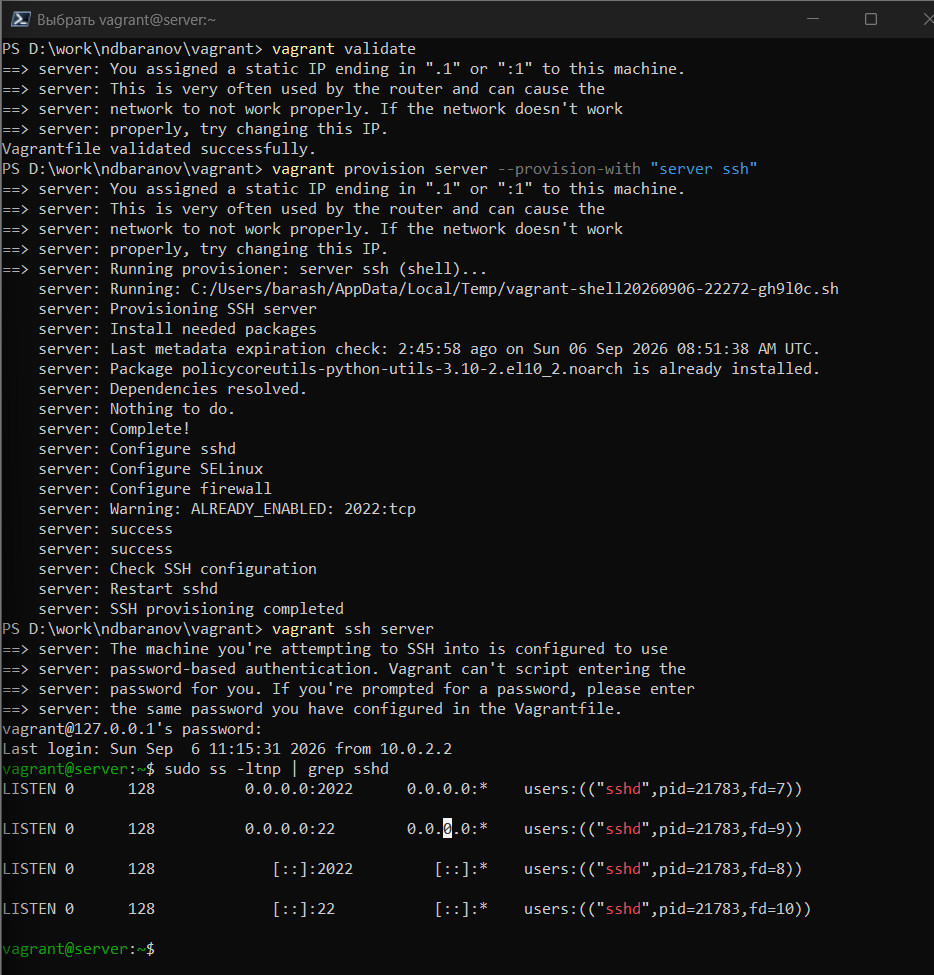 Выбрать vagrant@server:~
PS D:\work\ndbaranov\vagrant> vagrant validate
==> server: You assigned a static IP ending in ".1" or ":1" to this machine.
==> server: This is very often used by the router and can cause the
==> server: network to not work properly. If the network doesn't work
==> server: properly, try changing this IP.
Vagrantfile validated successfully.
PS D:\work\ndbaranov\vagrant> vagrant provision server --provision-with "server ssh"
==> server: You assigned a static IP ending in ".1" or ":1" to this machine.
==> server: This is very often used by the router and can cause the
==> server: network to not work properly. If the network doesn't work
==> server: properly, try changing this IP.
==> server: Running provisioner: server ssh (shell)...
    server: Running: C:/Users/barash/AppData/Local/Temp/vagrant-shell20260906-22272-gh9l0c.sh
    server: Provisioning SSH server
    server: Install needed packages
    server: Last metadata expiration check: 2:45:58 ago on Sun 06 Sep 2026 08:51:38 AM UTC.
    server: Package policycoreutils-python-utils-3.10-2.el10_2.noarch is already installed.
    server: Dependencies resolved.
    server: Nothing to do.
    server: Complete!
    server: Configure sshd
    server: Configure SELinux
    server: Configure firewall
    server: Warning: ALREADY_ENABLED: 2022:tcp
    server: success
    server: success
    server: Check SSH configuration
    server: Restart sshd
    server: SSH provisioning completed
PS D:\work\ndbaranov\vagrant> vagrant ssh server
==> server: The machine you're attempting to SSH into is configured to use
==> server: password-based authentication. Vagrant can't script entering the
==> server: password for you. If you're prompted for a password, please enter
==> server: the same password you have configured in the Vagrantfile.
vagrant@127.0.0.1's password:
Last login: Sun Sep  6 11:15:31 2026 from 10.0.2.2
vagrant@server:~$ sudo ss -ltnp | grep sshd
LISTEN 0      128          0.0.0.0:2022      0.0.0.0:*    users:(("sshd",pid=21783,fd=7))
LISTEN 0      128          0.0.0.0:22        0.0.0.0:*    users:(("sshd",pid=21783,fd=9))
LISTEN 0      128             [::]:2022         [::]:*    users:(("sshd",pid=21783,fd=8))
LISTEN 0      128             [::]:22           [::]:*    users:(("sshd",pid=21783,fd=10))
vagrant@server:~$